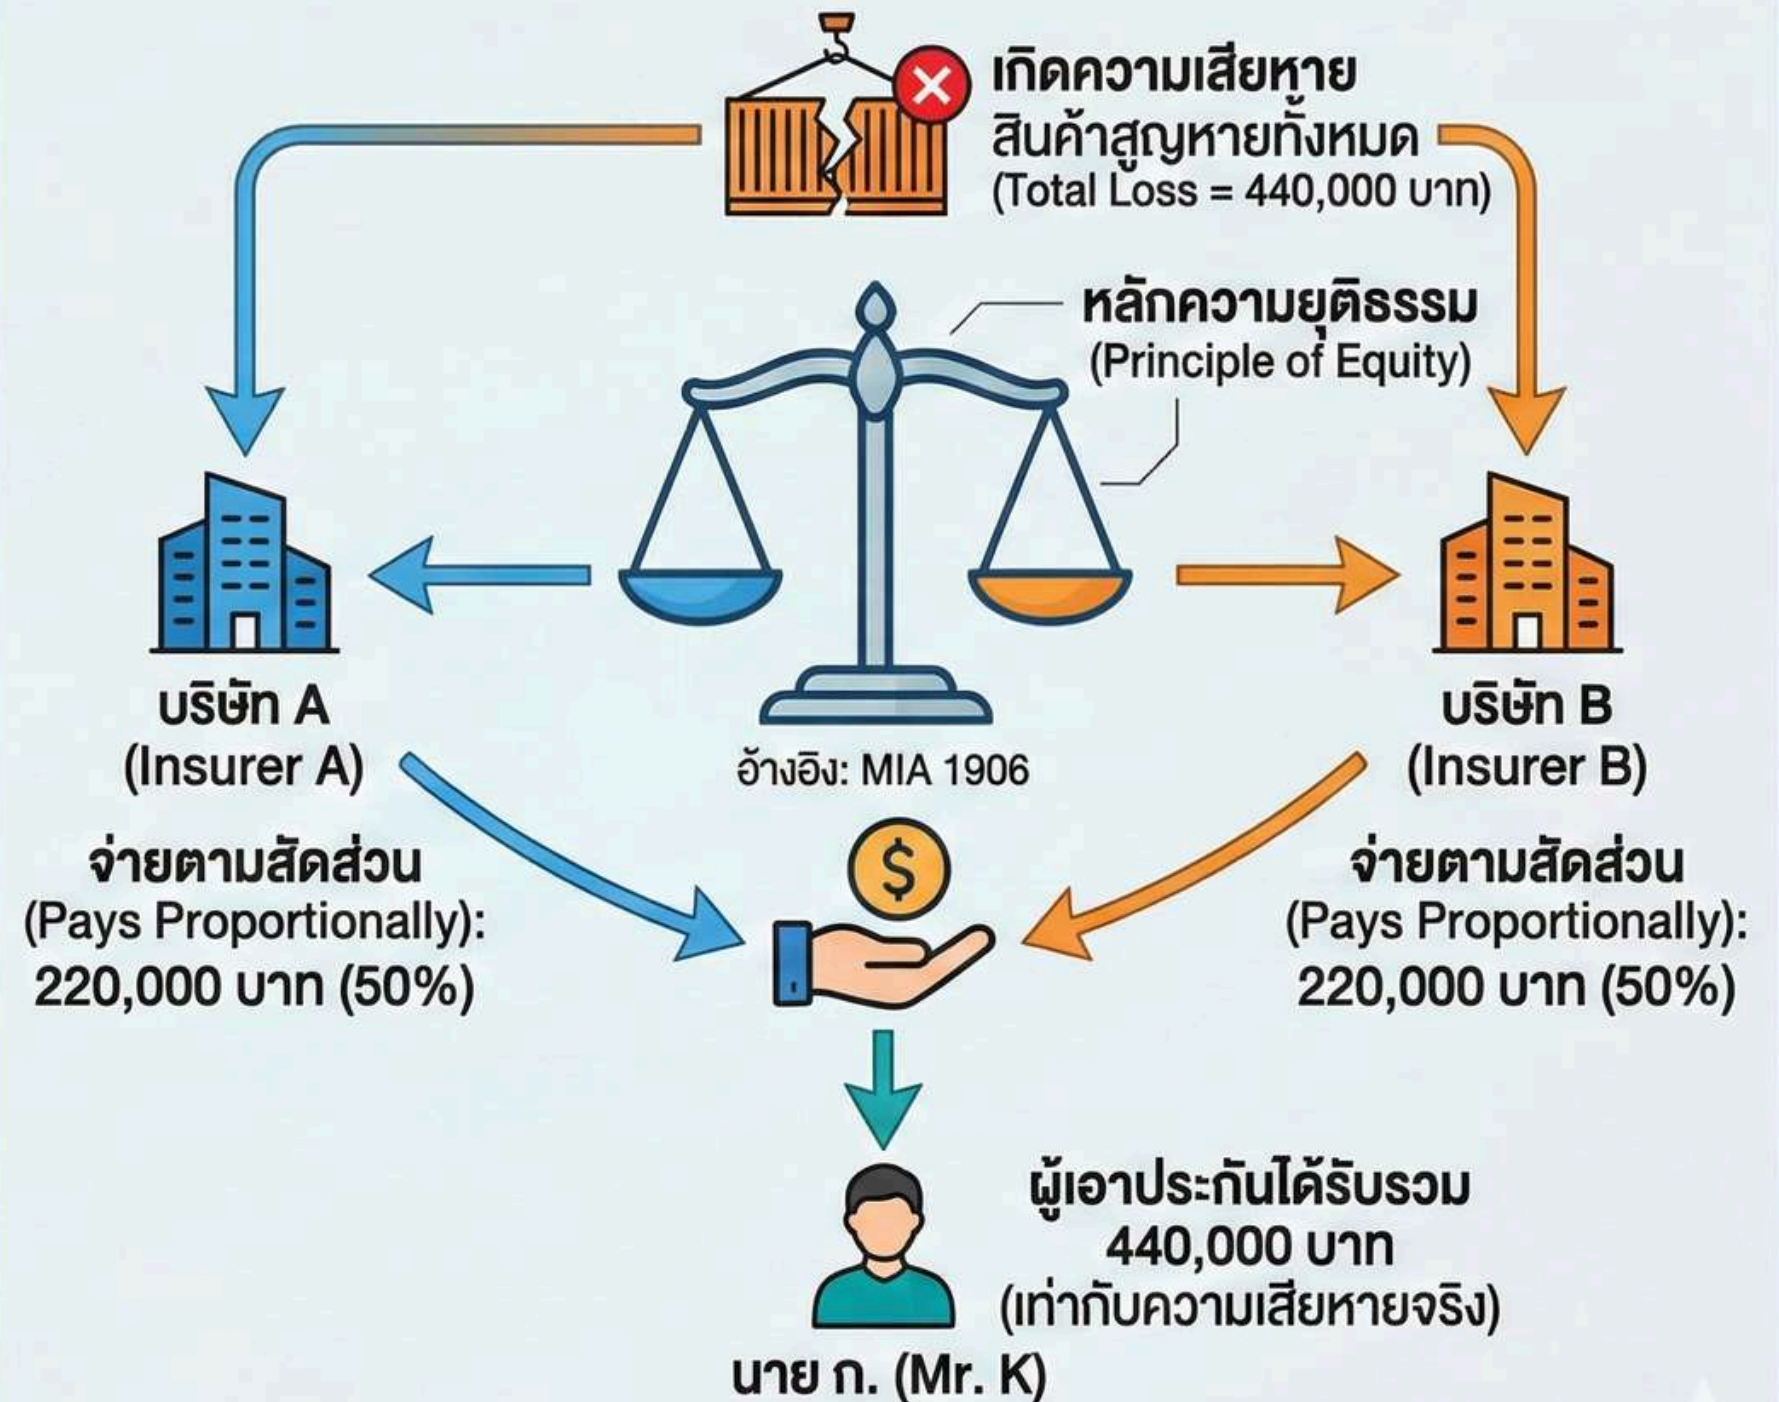 เกิดความเสียหาย
สินค้าสูญหายทั้งหมด
(Total Loss = 440,000 บาท)
หลักความยุติธรรม
(Principle of Equity)
บริษัท A
(Insurer A)
จ่ายตามสัดส่วน
(Pays Proportionally):
220,000 บาท (50%)
อ้างอิง: MIA 1906
$
บริษัท B
(Insurer B)
จ่ายตามสัดส่วน
(Pays Proportionally):
220,000 บาท (50%)
ผู้เอาประกันได้รับรวม
440,000 บาท
(เท่ากับความเสียหายจริง)
นาย ก. (Mr. K)